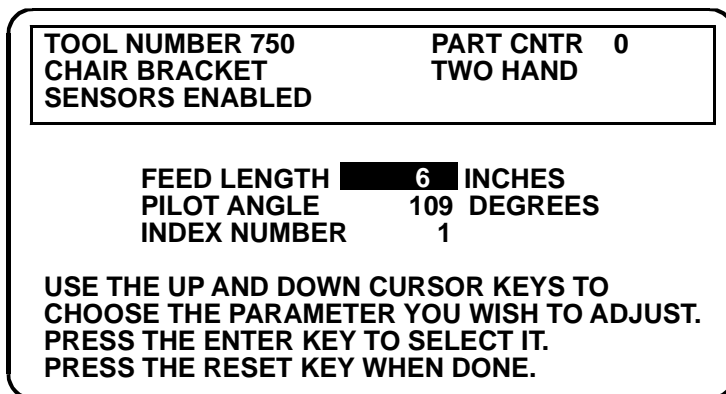 TOOL NUMBER 750 PART CNTR 0
CHAIR BRACKET TWO HAND
SENSORS ENABLED
FEED LENGTH 6 INCHES
PILOT ANGLE 109 DEGREES
INDEX NUMBER 1
USE THE UP AND DOWN CURSOR KEYS TO
CHOOSE THE PARAMETER YOU WISH TO ADJUST.
PRESS THE ENTER KEY TO SELECT IT.
PRESS THE RESET KEY WHEN DONE.